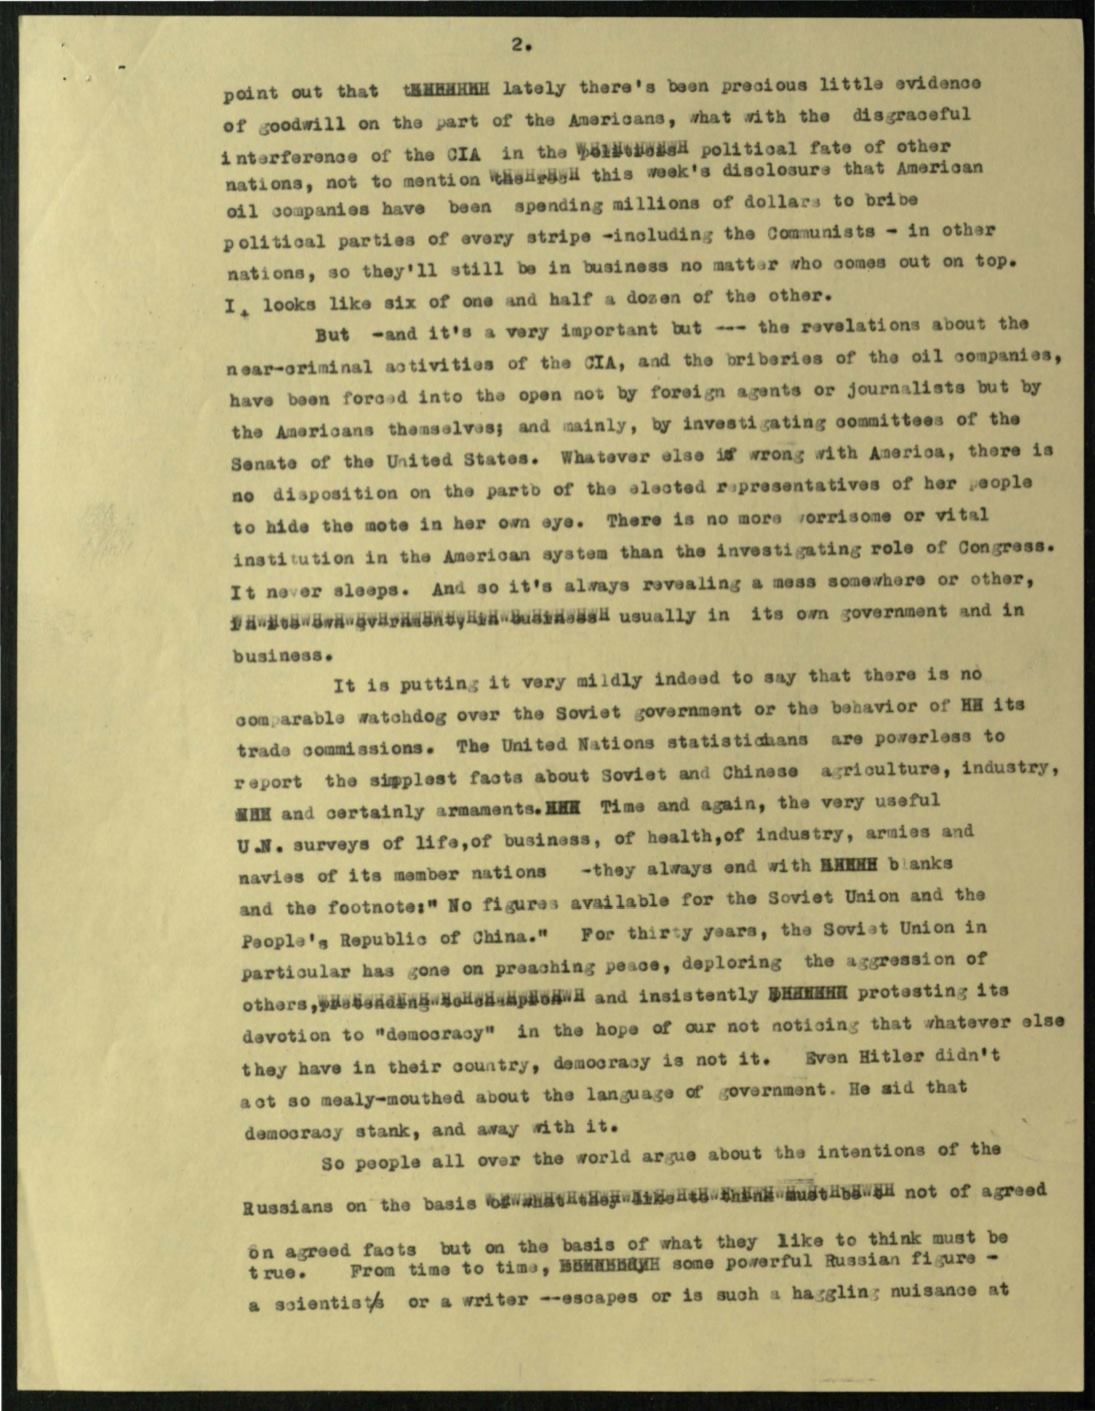 2.
point out that lately there's been precious little evidence
of goodwill on the part of the Americans, what with the disgraceful
interference of the CIA in the political fate of other
nations, not to mention this week's disclosure that American
oil companies have been spending millions of dollars to bribe
political parties of every stripe -including the Communists - in other
nations, so they'll still be in business no matter who comes out on top.
It looks like six of one and half a dozen of the other.
But -and it's a very important but --- the revelations about the
near-criminal activities of the CIA, and the briberies of the oil companies,
have been forced into the open not by foreign agents or journalists but by
the Americans themselves; and mainly, by investigating committees of the
Senate of the United States. Whatever else is wrong with America, there is
no disposition on the partb of the elected representatives of her people
to hide the mote in her own eye. There is no more worrisome or vital
institution in the American system than the investigating role of Congress.
It never sleeps. And so it's always revealing a mess somewhere or other,
usually in its own government and in
business.
It is putting it very mildly indeed to say that there is no
comparable watchdog over the Soviet government or the behavior of its
trade commissions. The United Nations statisticians are powerless to
report the simplest facts about Soviet and Chinese agriculture, industry,
and certainly armaments. Time and again, the very useful
U.N. surveys of life,of business, of health,of industry, armies and
navies of its member nations -they always end with blanks
and the footnote:" No figures available for the Soviet Union and the
People's Republic of China." For thirty years, the Soviet Union in
particular has gone on preaching peace, deploring the aggression of
others, and insistently protesting its
devotion to "democracy" in the hope of our not noticing that whatever else
they have in their country, democracy is not it. Even Hitler didn't
act so mealy-mouthed about the language of government. He aid that
democracy stank, and away with it.
So people all over the world argue about the intentions of the
Russians on the basis of what they like to think must be not of agreed
on agreed facts but on the basis of what they like to think must be
true. From time to time, some powerful Russian figure -
a scientist or a writer --escapes or is such a haggling nuisance at